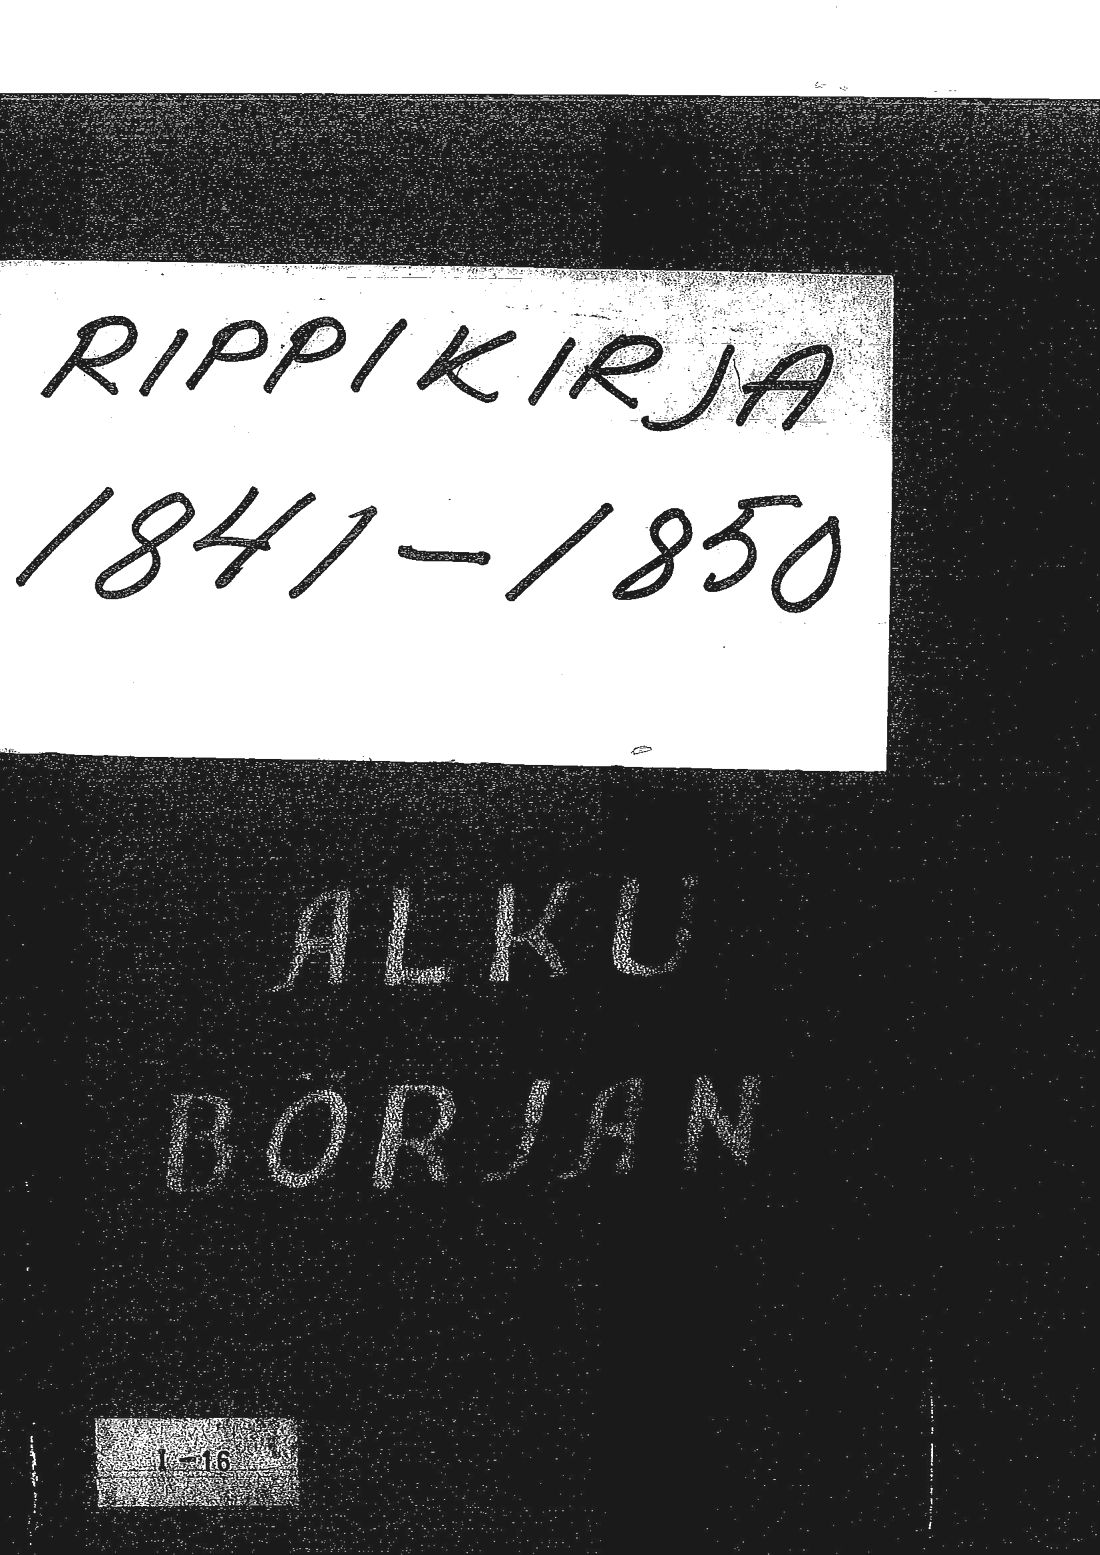 RIPPIKIRJA
1841-1850
ALKU
BÖRJAN
I-16